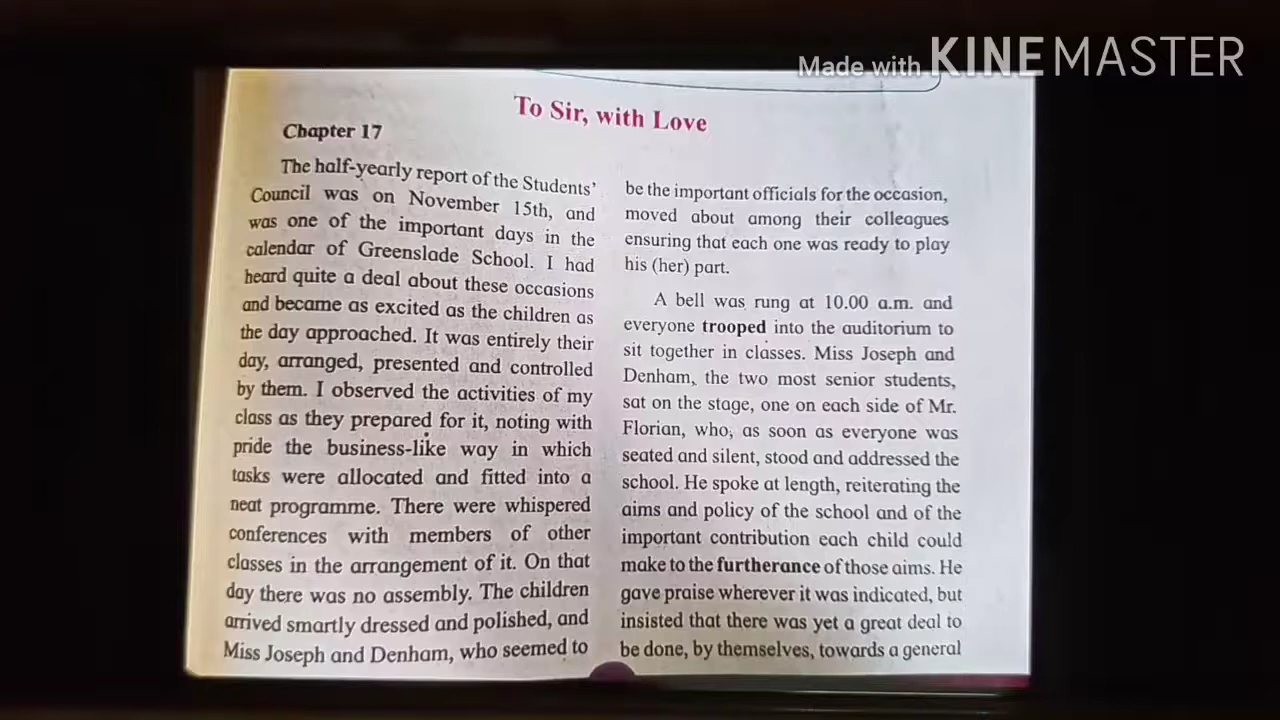 Made with KINEMASTER
To Sir, with Love
Chapter 17
The half-yearly report of the Students'
Council was on November 15th, and
was one of the important days in the
calendar of Greenslade School. I had
heard quite a deal about these occasions
and became as excited as the children as
the day approached. It was entirely their
day, arranged, presented and controlled
by them. I observed the activities of my
class as they prepared for it, noting with
pride the business-like way in which
tasks were allocated and fitted into a
neat programme. There were whispered
conferences with members of other
classes in the arrangement of it. On that
day there was no assembly. The children
arrived smartly dressed and polished, and
Miss Joseph and Denham, who seemed to
be the important officials for the occasion,
moved about among their colleagues
ensuring that each one was ready to play
his (her) part.
A bell was rung at 10.00 a.m. and
everyone trooped into the auditorium to
sit together in classes. Miss Joseph and
Denham, the two most senior students,
sat on the stage, one on each side of Mr.
Florian, who, as soon as everyone was
seated and silent, stood and addressed the
school. He spoke at length, reiterating the
aims and policy of the school and of the
important contribution each child could
make to the furtherance of those aims. He
gave praise wherever it was indicated, but
insisted that there was yet a great deal to
be done, by themselves, towards a general